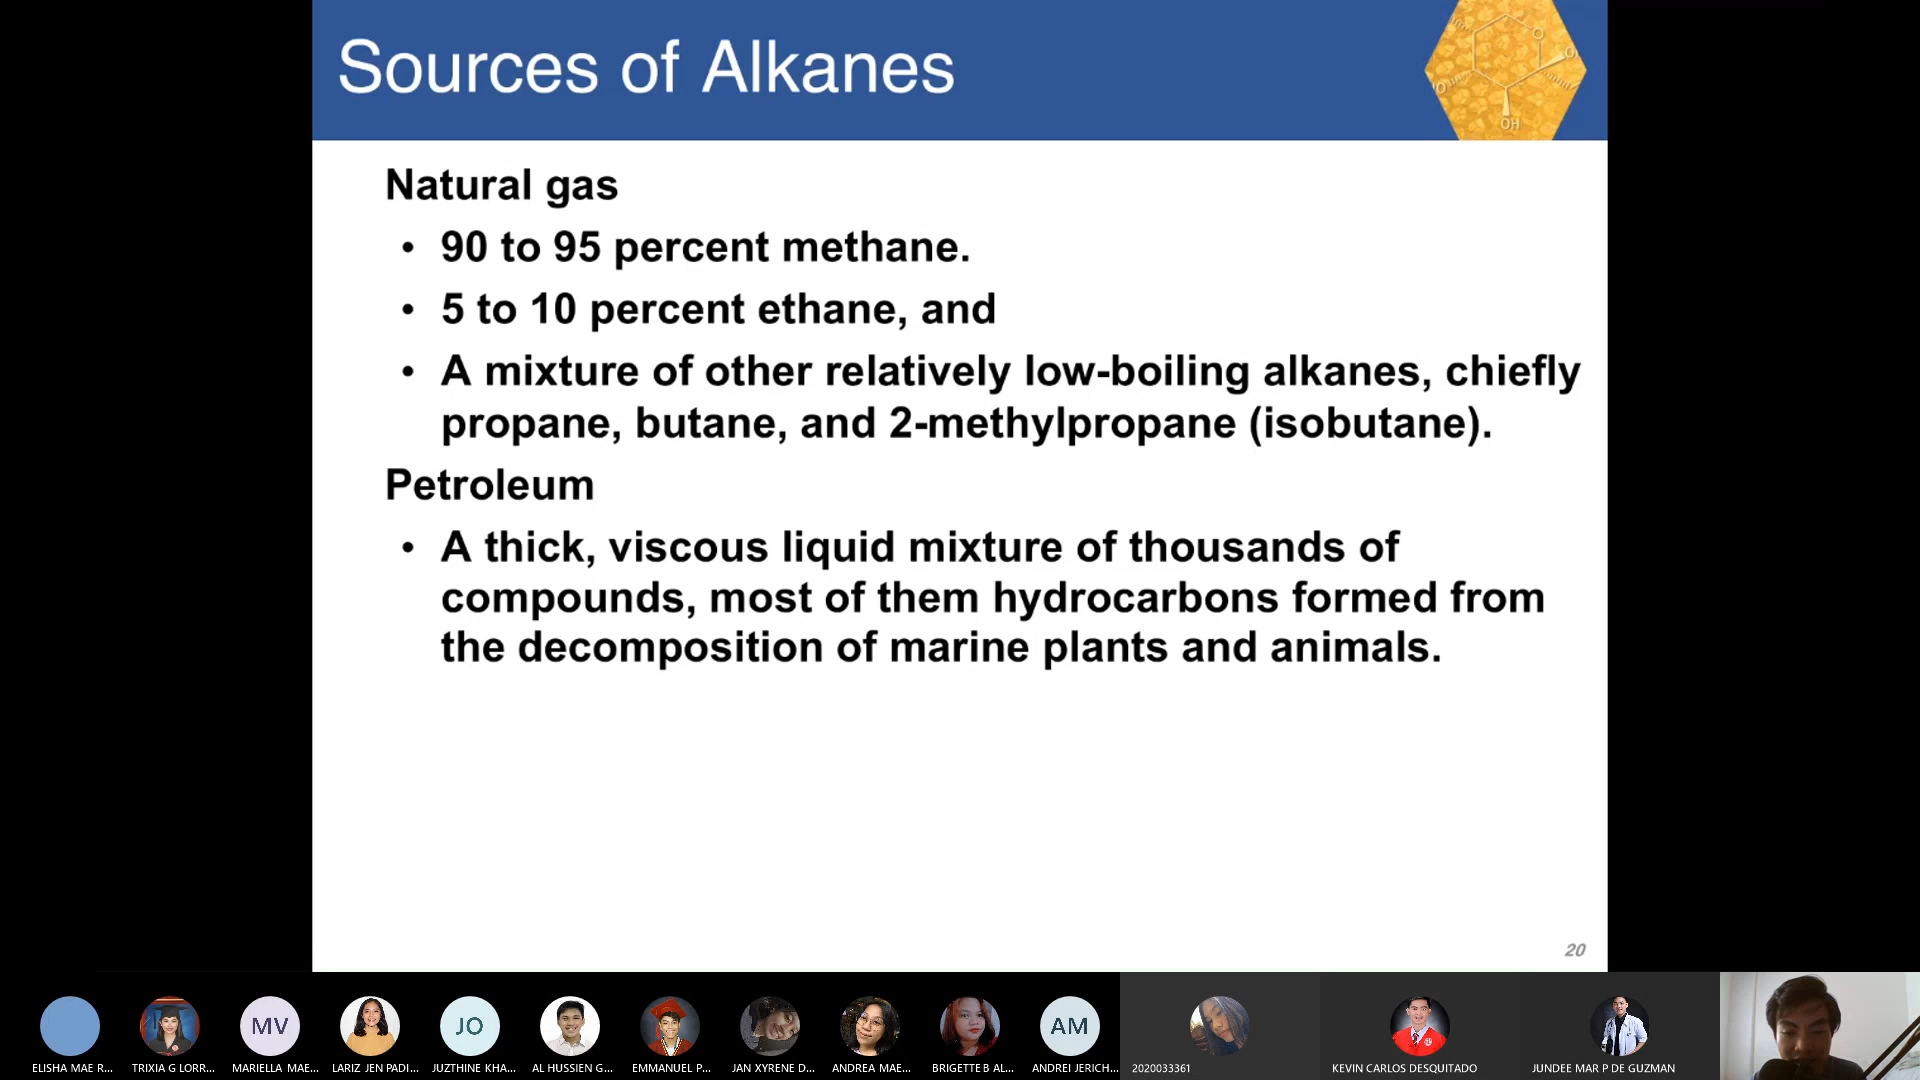 Sources of Alkanes
O
O
O
OH
Natural gas
• 90 to 95 percent methane.
• 5 to 10 percent ethane, and
• A mixture of other relatively low-boiling alkanes, chiefly
propane, butane, and 2-methylpropane (isobutane).
Petroleum
• A thick, viscous liquid mixture of thousands of
compounds, most of them hydrocarbons formed from
the decomposition of marine plants and animals.
20
MV
JO
AM
ELISHA MAE R...
TRIXIA G LORR...
MARIELLA MAE...
LARIZ JEN PADI...
JUZTHINE KHA...
AL HUSSIEN G...
EMMANUEL P...
JAN XYRENE D...
ANDREA MAE...
BRIGETTE B AL...
ANDREI JERICH...
2020033361
KEVIN CARLOS DESQUITADO
JUNDEE MAR P DE GUZMAN